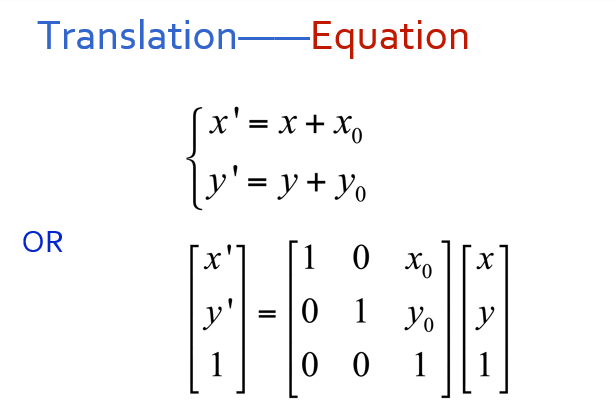 Translation——Equation
x' = x + x₀
y' = y + y₀
OR
[x'] = [1 0 x₀] [x]
[y'] = [0 1 y₀] [y]
[1] = [0 0 1] [1]